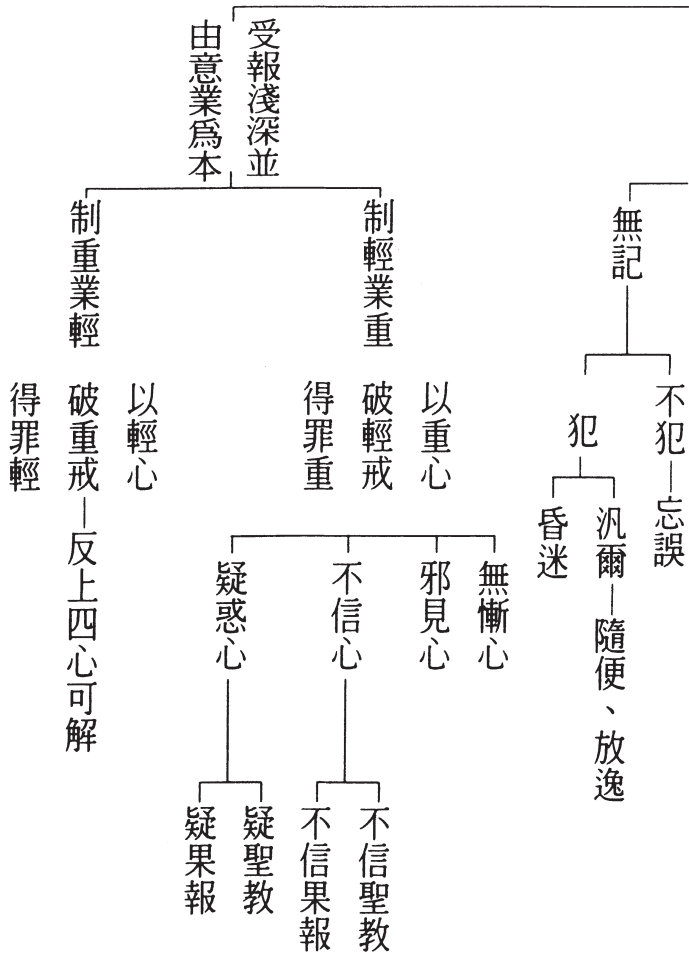 無記
不犯—忘誤
犯
汎爾—隨便、放逸
昏迷
受報淺深並
由意業爲本
制輕業重
以重心
破輕戒
得罪重
無慚心
邪見心
不信心
不信聖教
不信果報
疑惑心
疑聖教
疑果報
制重業輕
以輕心
破重戒—反上四心可解
得罪輕